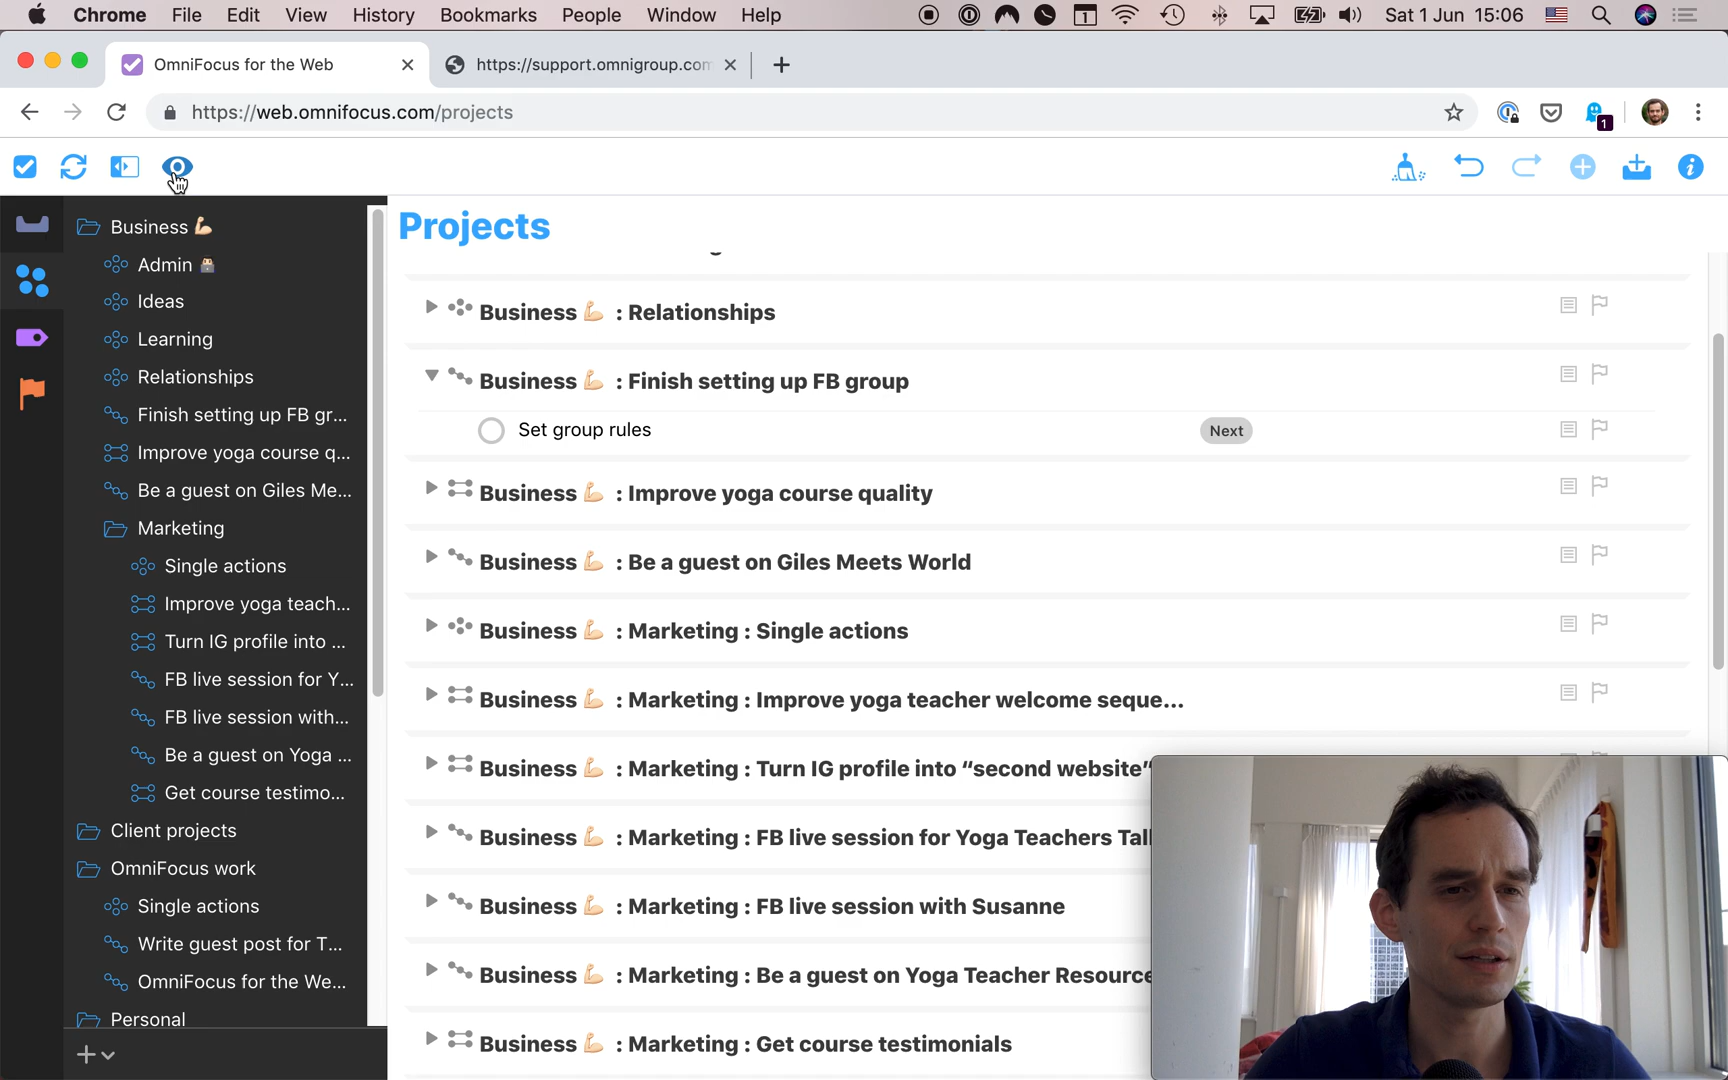 Chrome File Edit View History Bookmarks People Window Help 1 Sat 1 Jun 15:06
OmniFocus for the Web
https://support.omnigroup.com
https://web.omnifocus.com/projects
1
Projects
Business 💪🏻
Admin 👨🏻‍💻
Ideas
Learning
Relationships
Finish setting up FB gr...
Improve yoga course q...
Be a guest on Giles Me...
Marketing
Single actions
Improve yoga teach...
Turn IG profile into ...
FB live session for Y...
FB live session with...
Be a guest on Yoga ...
Get course testimo...
Client projects
OmniFocus work
Single actions
Write guest post for T...
OmniFocus for the We...
Personal
Business 💪🏻 : Relationships
Business 💪🏻 : Finish setting up FB group
Set group rules
Next
Business 💪🏻 : Improve yoga course quality
Business 💪🏻 : Be a guest on Giles Meets World
Business 💪🏻 : Marketing : Single actions
Business 💪🏻 : Marketing : Improve yoga teacher welcome seque...
Business 💪🏻 : Marketing : Turn IG profile into “second website”
Business 💪🏻 : Marketing : FB live session for Yoga Teachers Tal
Business 💪🏻 : Marketing : FB live session with Susanne
Business 💪🏻 : Marketing : Be a guest on Yoga Teacher Resource
Business 💪🏻 : Marketing : Get course testimonials